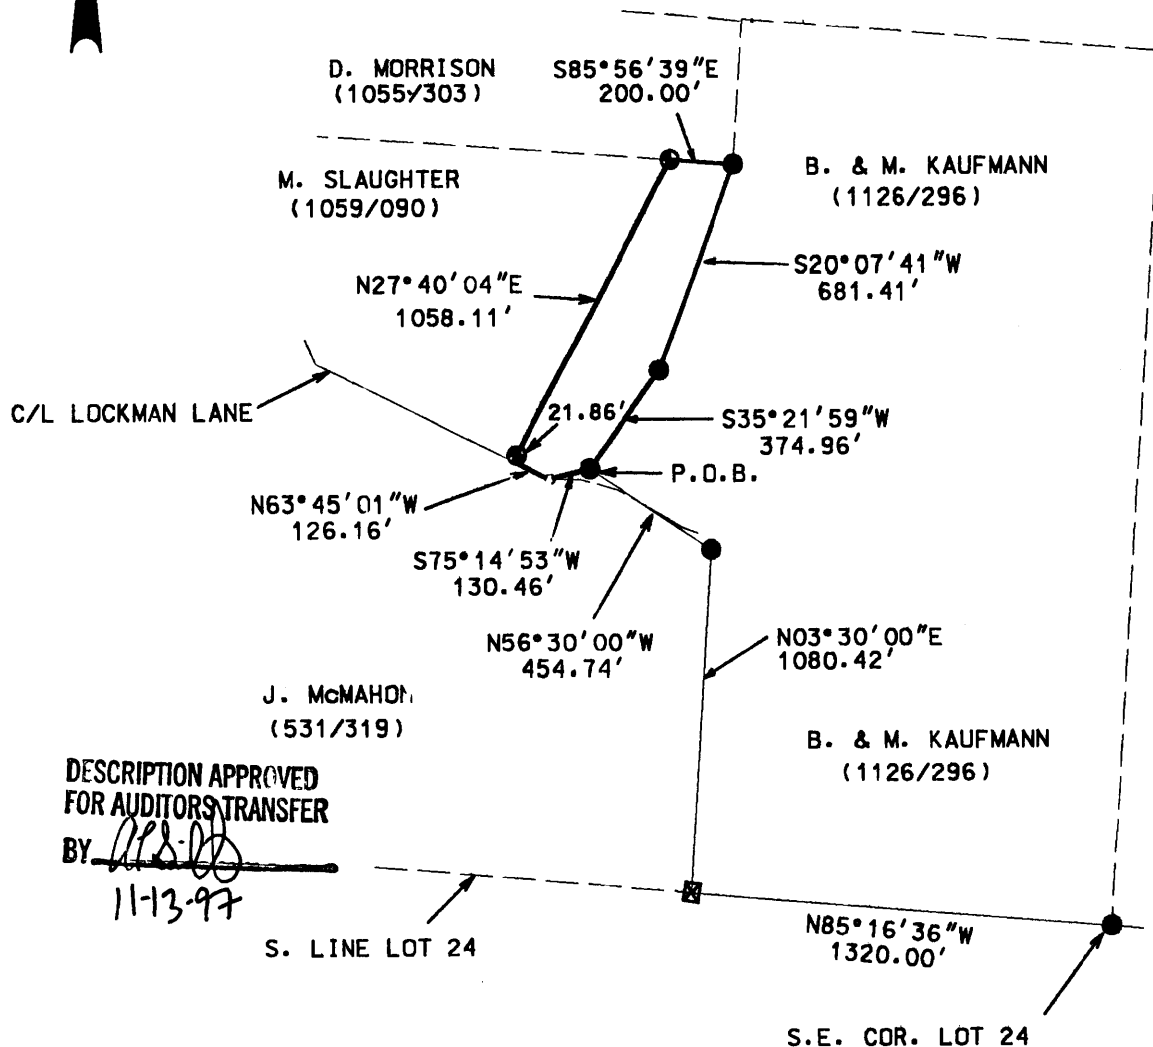 D. MORRISON
(1055/303)
S85°56'39"E
200.00'
M. SLAUGHTER
(1059/090)
B. & M. KAUFMANN
(1126/296)
N27°40'04"E
1058.11'
S20°07'41"W
681.41'
C/L LOCKMAN LANE
21.86'
S35°21'59"W
374.96'
P.O.B.
N63°45'01"W
126.16'
S75°14'53"W
130.46'
N56°30'00"W
454.74'
N03°30'00"E
1080.42'
J. McMAHON
(531/319)
B. & M. KAUFMANN
(1126/296)
DESCRIPTION APPROVED
FOR AUDITORS TRANSFER
BY
11-13-97
S. LINE LOT 24
N85°16'36"W
1320.00'
S.E. COR. LOT 24